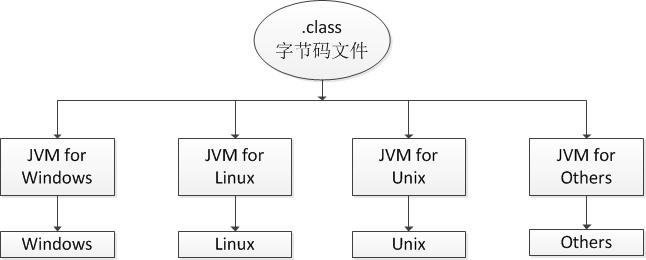 .class
字节码文件
JVM for
Windows
JVM for
Linux
JVM for
Unix
JVM for
Others
Windows
Linux
Unix
Others